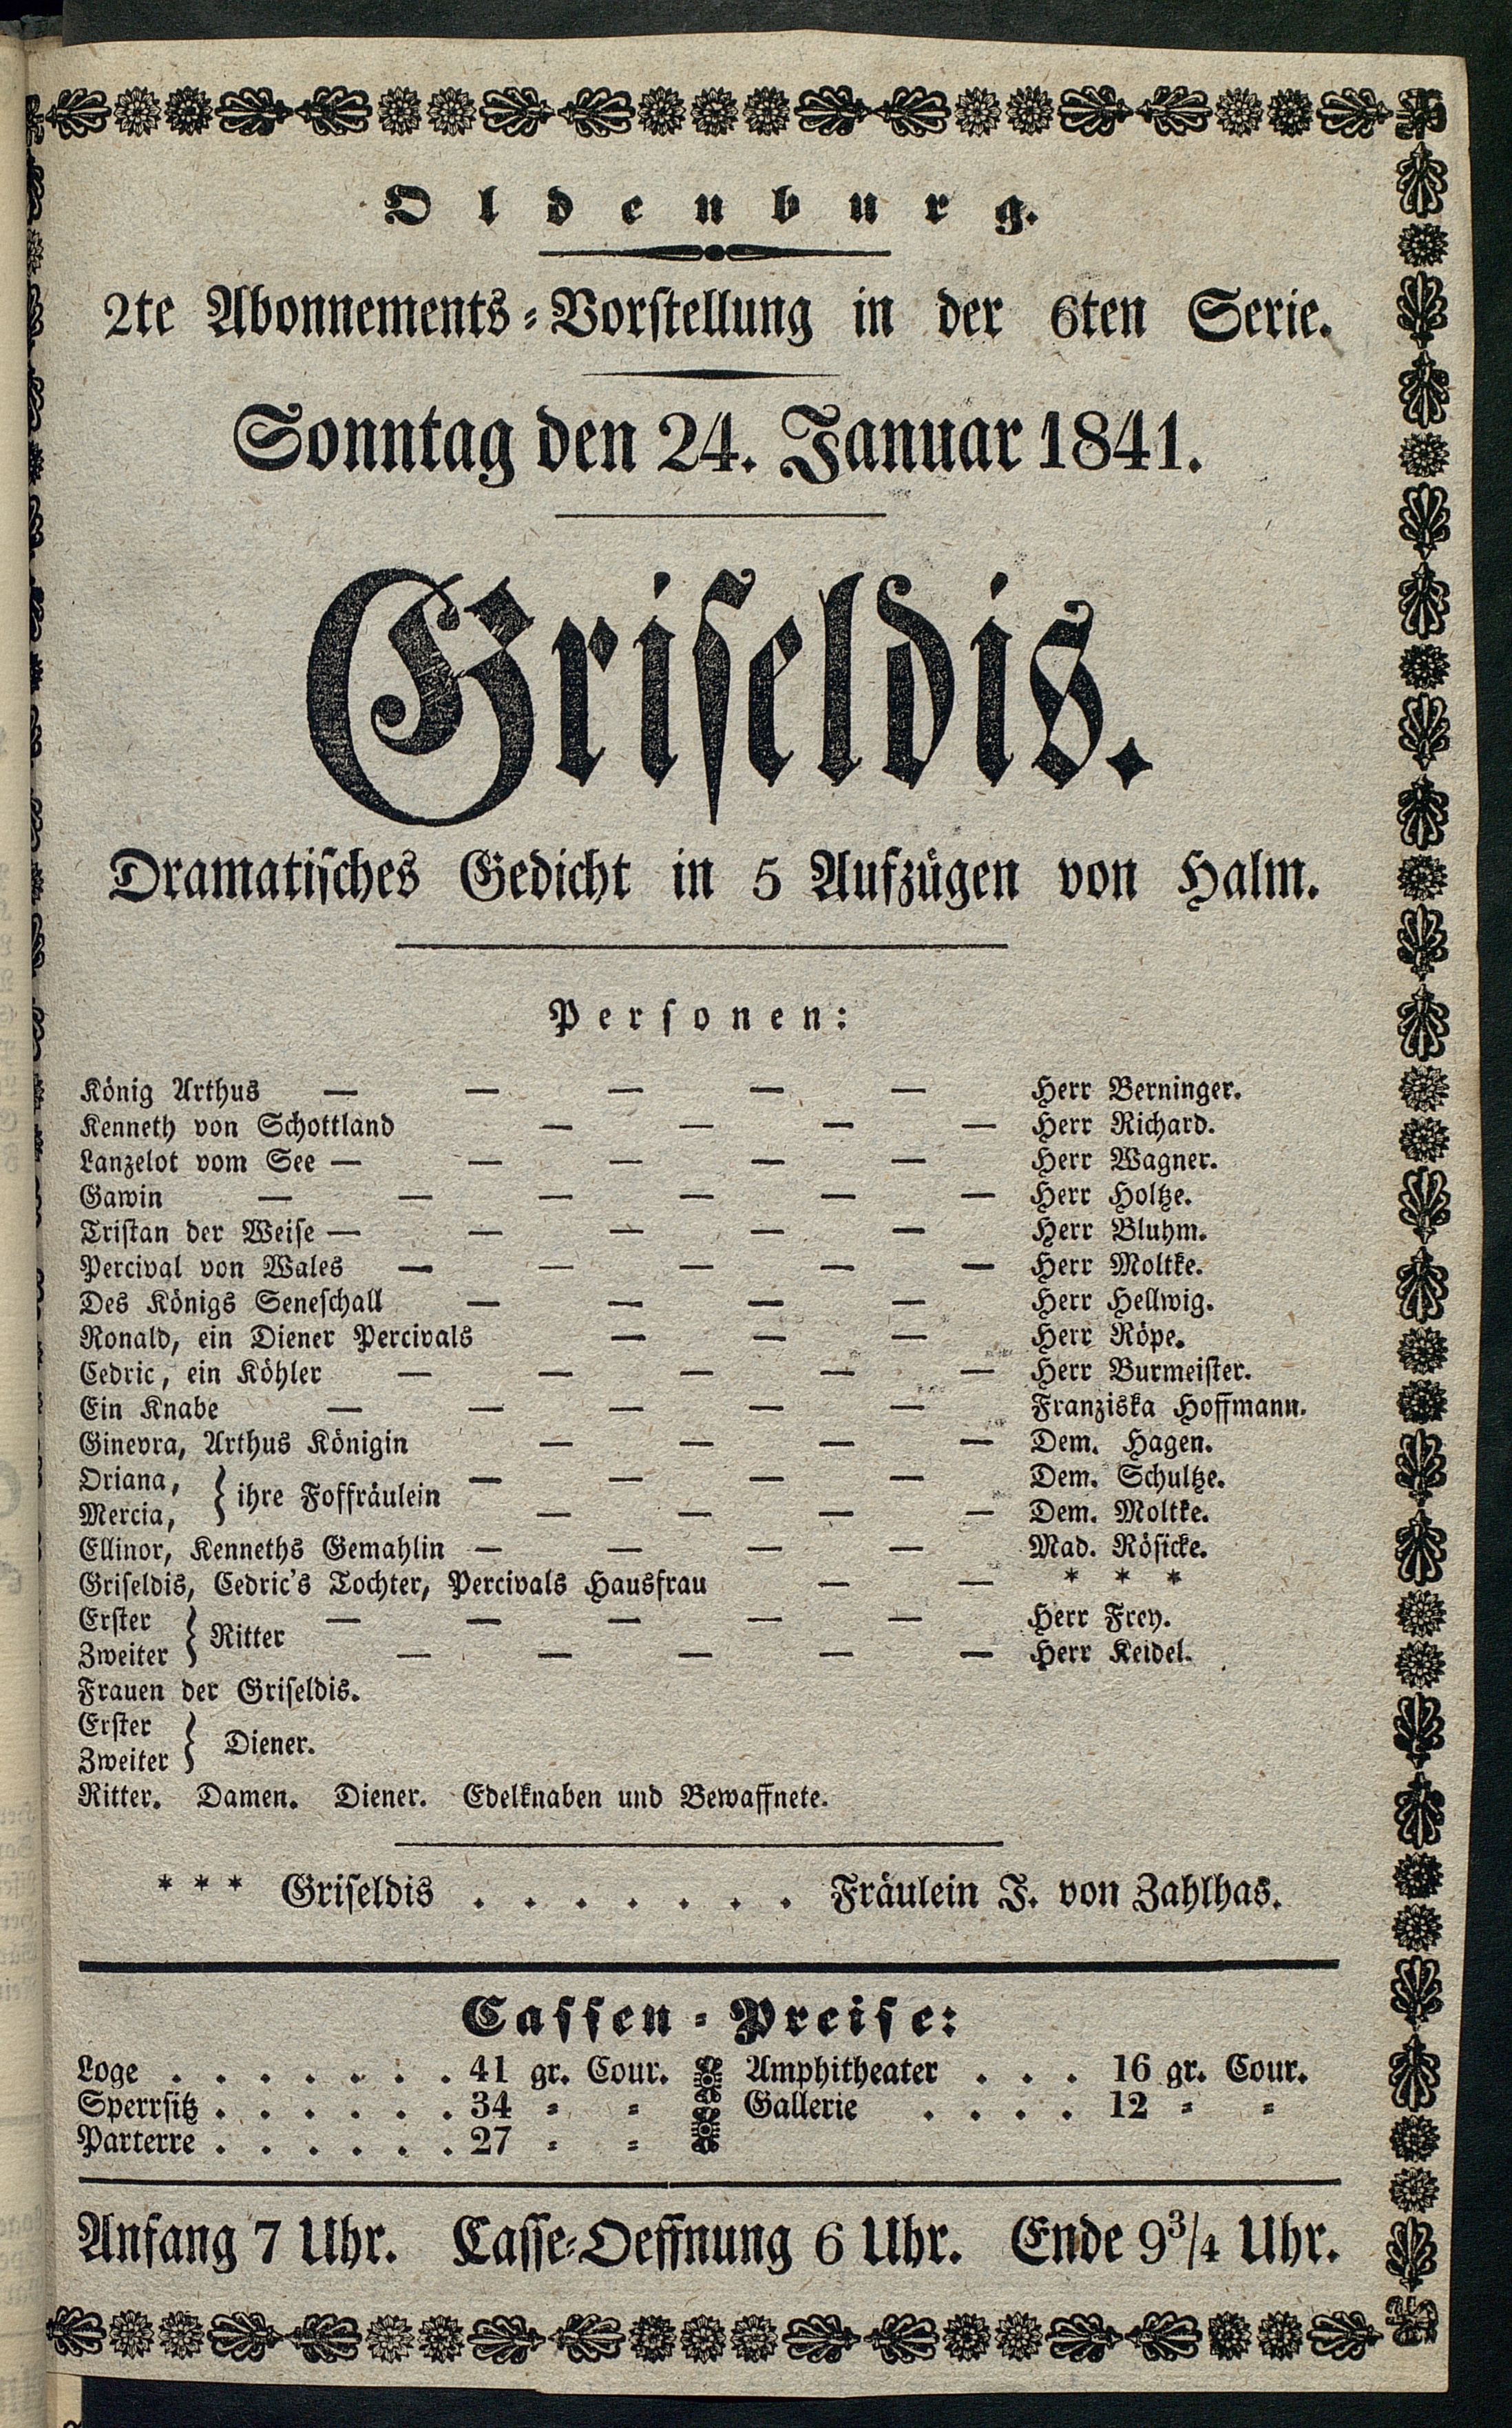 Oldenburg.
2te Abonnements-Vorstellung in der 6ten Serie.
Sonntag den 24. Januar 1841.
Griseldis.
Dramatisches Gedicht in 5 Aufzügen von Halm.
Personen:
König Arthus — — — — — Herr Berninger.
Kenneth von Schottland — — — — Herr Richard.
Lanzelot vom See — — — — — Herr Wagner.
Gawin — — — — — — Herr Holtze.
Tristan der Weise — — — — — Herr Bluhm.
Percival von Wales — — — — — Herr Moltke.
Des Königs Seneschall — — — — Herr Hellwig.
Ronald, ein Diener Percivals — — — Herr Röpe.
Cedric, ein Köhler — — — — — Herr Burmeister.
Ein Knabe — — — — — Franziska Hoffmann.
Ginevra, Arthus Königin — — — — Dem. Hagen.
Oriana, — — — — Dem. Schultze.
} ihre Foffräulein
Mercia, — — — — Dem. Moltke.
Ellinor, Kenneths Gemahlin — — — — Mad. Rösicke.
Griseldis, Cedric's Tochter, Percivals Hausfrau — — * * *
Erster — — — — — Herr Frey.
} Ritter
Zweiter — — — — — Herr Keidel.
Frauen der Griseldis.
Erster
} Diener.
Zweiter
Ritter. Damen. Diener. Edelknaben und Bewaffnete.
* * * Griseldis . . . . . . . Fräulein J. von Zahlhas.
Cassen-Preise:
Loge . . . . . . . 41 gr. Cour. Amphitheater . . . 16 gr. Cour.
Sperrsitz . . . . . . 34 = = Gallerie . . . . 12 = =
Parterre . . . . . . 27 = =
Anfang 7 Uhr. Casse-Oeffnung 6 Uhr. Ende 9 3/4 Uhr.